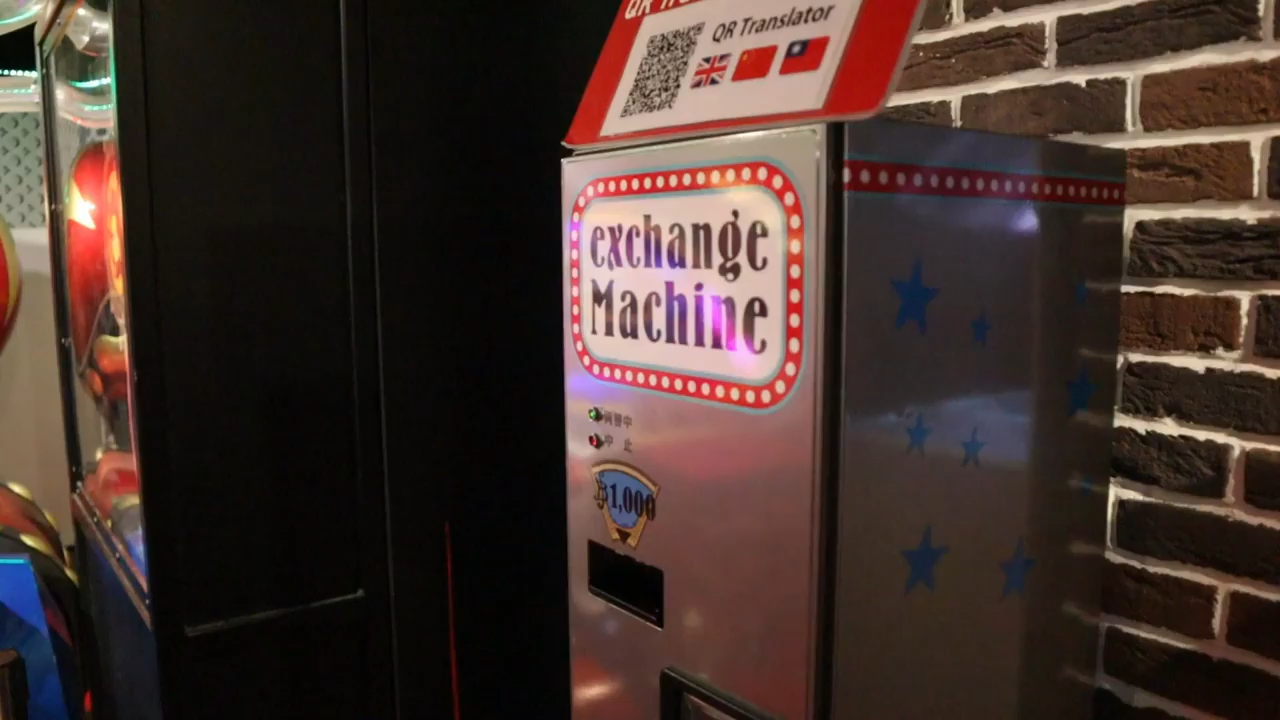 QR Translator
exchange
Machine
両替中
中止
$1,000